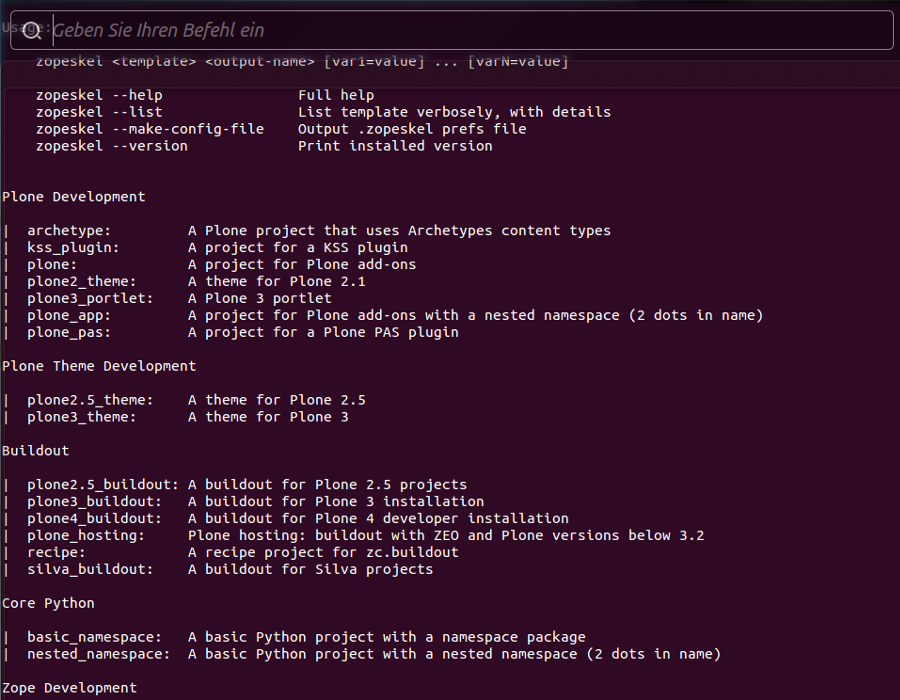 Usage:
Geben Sie Ihren Befehl ein
zopeskel <template> <output-name> [var1=value] ... [varN=value]
zopeskel --help Full help
zopeskel --list List template verbosely, with details
zopeskel --make-config-file Output .zopeskel prefs file
zopeskel --version Print installed version
Plone Development
| archetype: A Plone project that uses Archetypes content types
| kss_plugin: A project for a KSS plugin
| plone: A project for Plone add-ons
| plone2_theme: A theme for Plone 2.1
| plone3_portlet: A Plone 3 portlet
| plone_app: A project for Plone add-ons with a nested namespace (2 dots in name)
| plone_pas: A project for a Plone PAS plugin
Plone Theme Development
| plone2.5_theme: A theme for Plone 2.5
| plone3_theme: A theme for Plone 3
Buildout
| plone2.5_buildout: A buildout for Plone 2.5 projects
| plone3_buildout: A buildout for Plone 3 installation
| plone4_buildout: A buildout for Plone 4 developer installation
| plone_hosting: Plone hosting: buildout with ZEO and Plone versions below 3.2
| recipe: A recipe project for zc.buildout
| silva_buildout: A buildout for Silva projects
Core Python
| basic_namespace: A basic Python project with a namespace package
| nested_namespace: A basic Python project with a nested namespace (2 dots in name)
Zope Development